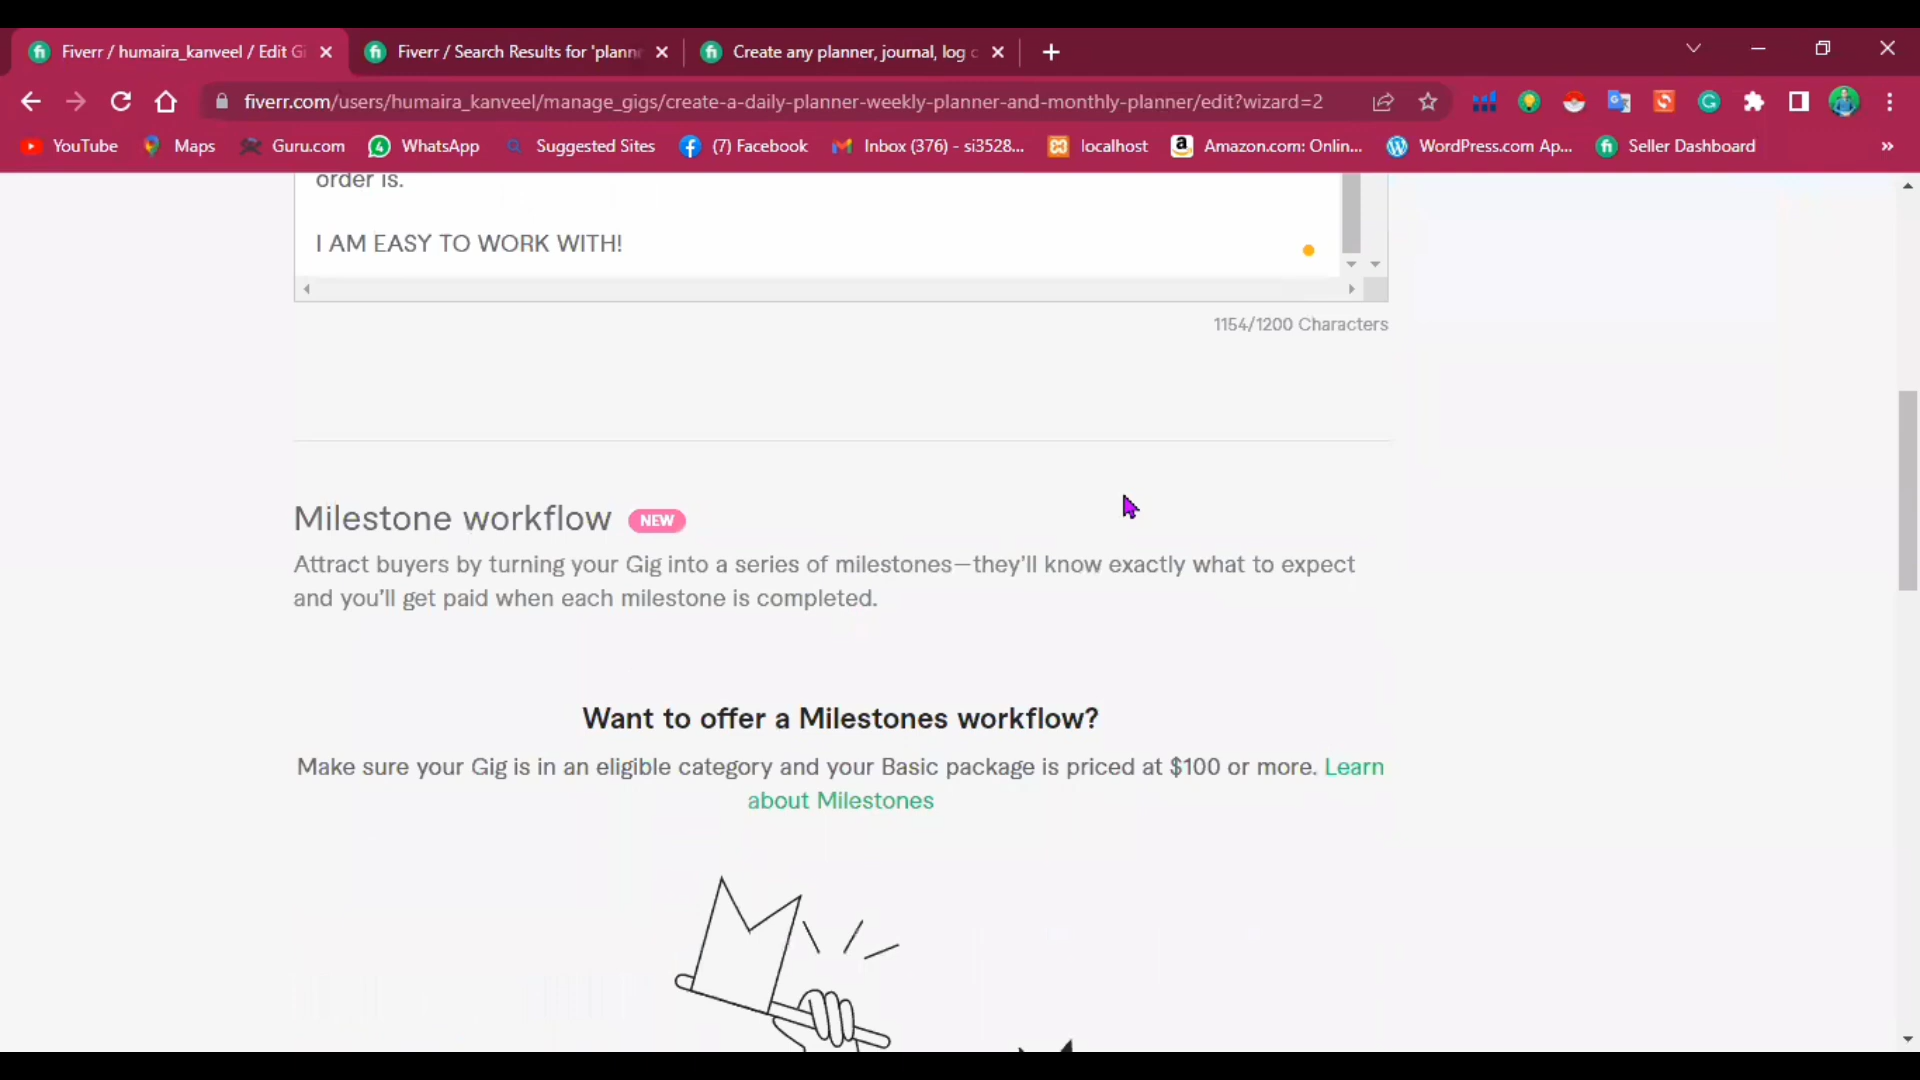 Fiverr / humaira_kanveel / Edit Gi
Fiverr / Search Results for 'plann
Create any planner, journal, log c
fiverr.com/users/humaira_kanveel/manage_gigs/create-a-daily-planner-weekly-planner-and-monthly-planner/edit?wizard=2
YouTube
Maps
Guru.com
WhatsApp
Suggested Sites
(7) Facebook
Inbox (376) - si3528...
localhost
Amazon.com: Onlin...
WordPress.com Ap...
Seller Dashboard
»
order is.
I AM EASY TO WORK WITH!
1154/1200 Characters
Milestone workflow NEW
Attract buyers by turning your Gig into a series of milestones—they'll know exactly what to expect
and you'll get paid when each milestone is completed.
Want to offer a Milestones workflow?
Make sure your Gig is in an eligible category and your Basic package is priced at $100 or more. Learn
about Milestones